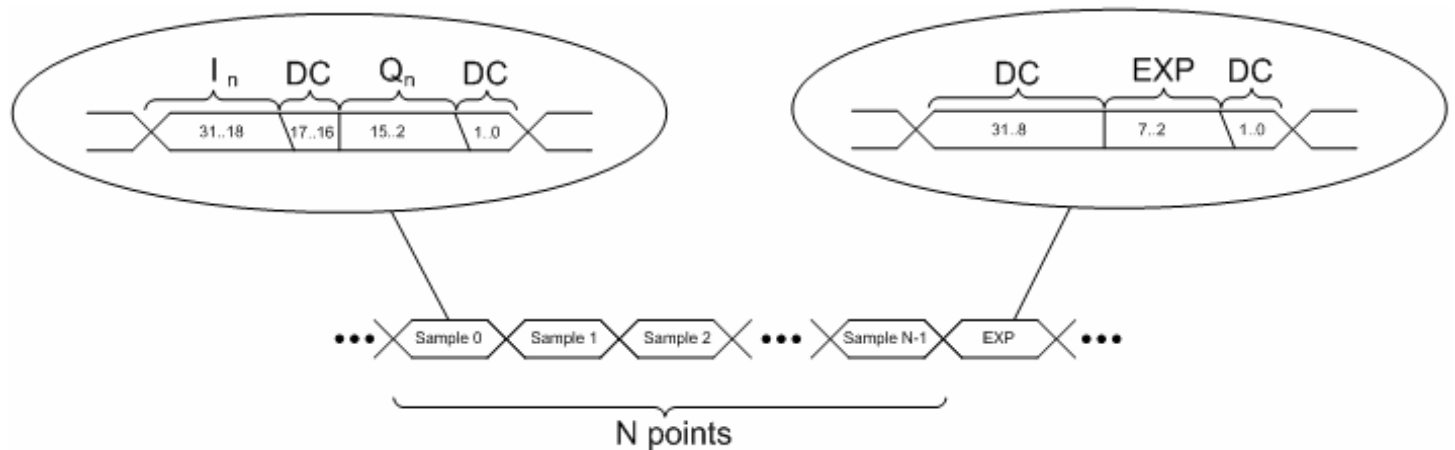 I n DC Qn DC
31..18 17..16 15..2 1..0
DC EXP DC
31..8 7..2 1..0
Sample 0 Sample 1 Sample 2 Sample N-1 EXP
N points